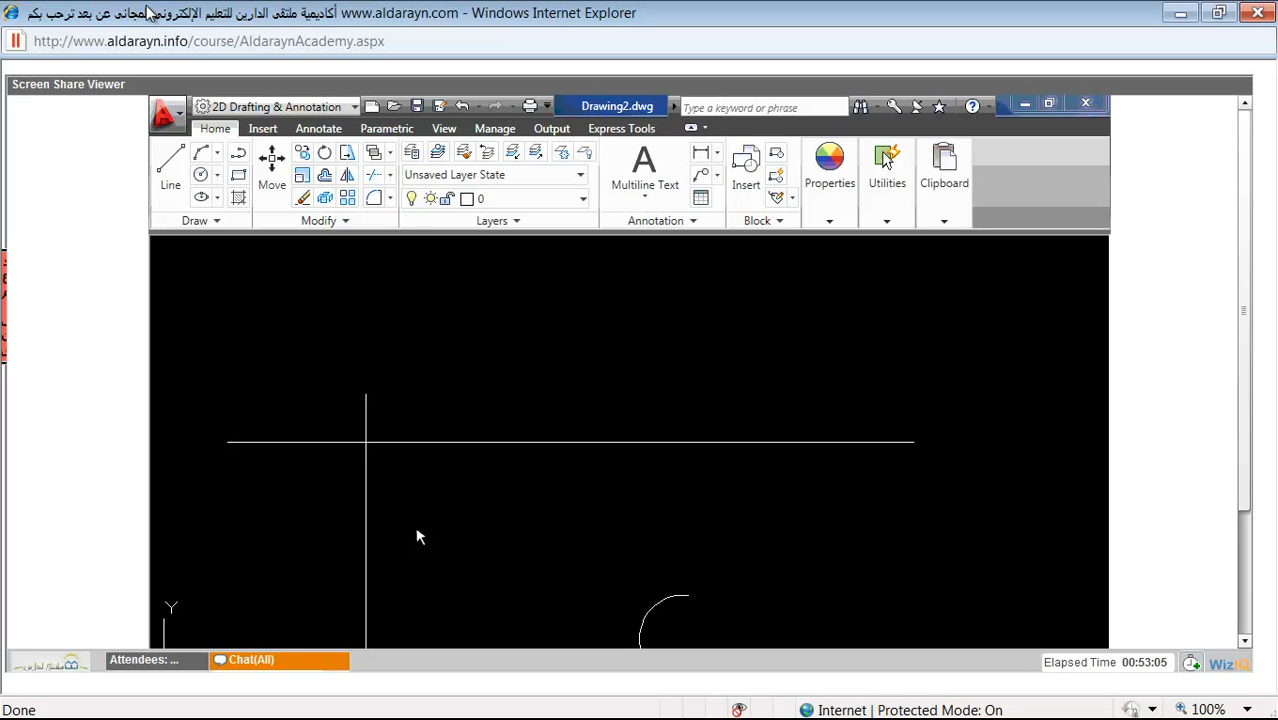 أكاديمية ملتقى الدارين للتعليم الإلكتروني المجانى عن بعد ترحب بكم www.aldarayn.com - Windows Internet Explorer
http://www.aldarayn.info/course/AldaraynAcademy.aspx
Screen Share Viewer
2D Drafting & Annotation
Drawing2.dwg
Type a keyword or phrase
Home Insert Annotate Parametric View Manage Output Express Tools
Line
Move
Unsaved Layer State
0
A
Multiline Text
Insert
Properties
Utilities
Clipboard
Draw
Modify
Layers
Annotation
Block
Y
Attendees: ...
Chat(All)
Elapsed Time 00:53:05
WizIQ
Done
Internet | Protected Mode: On
100%